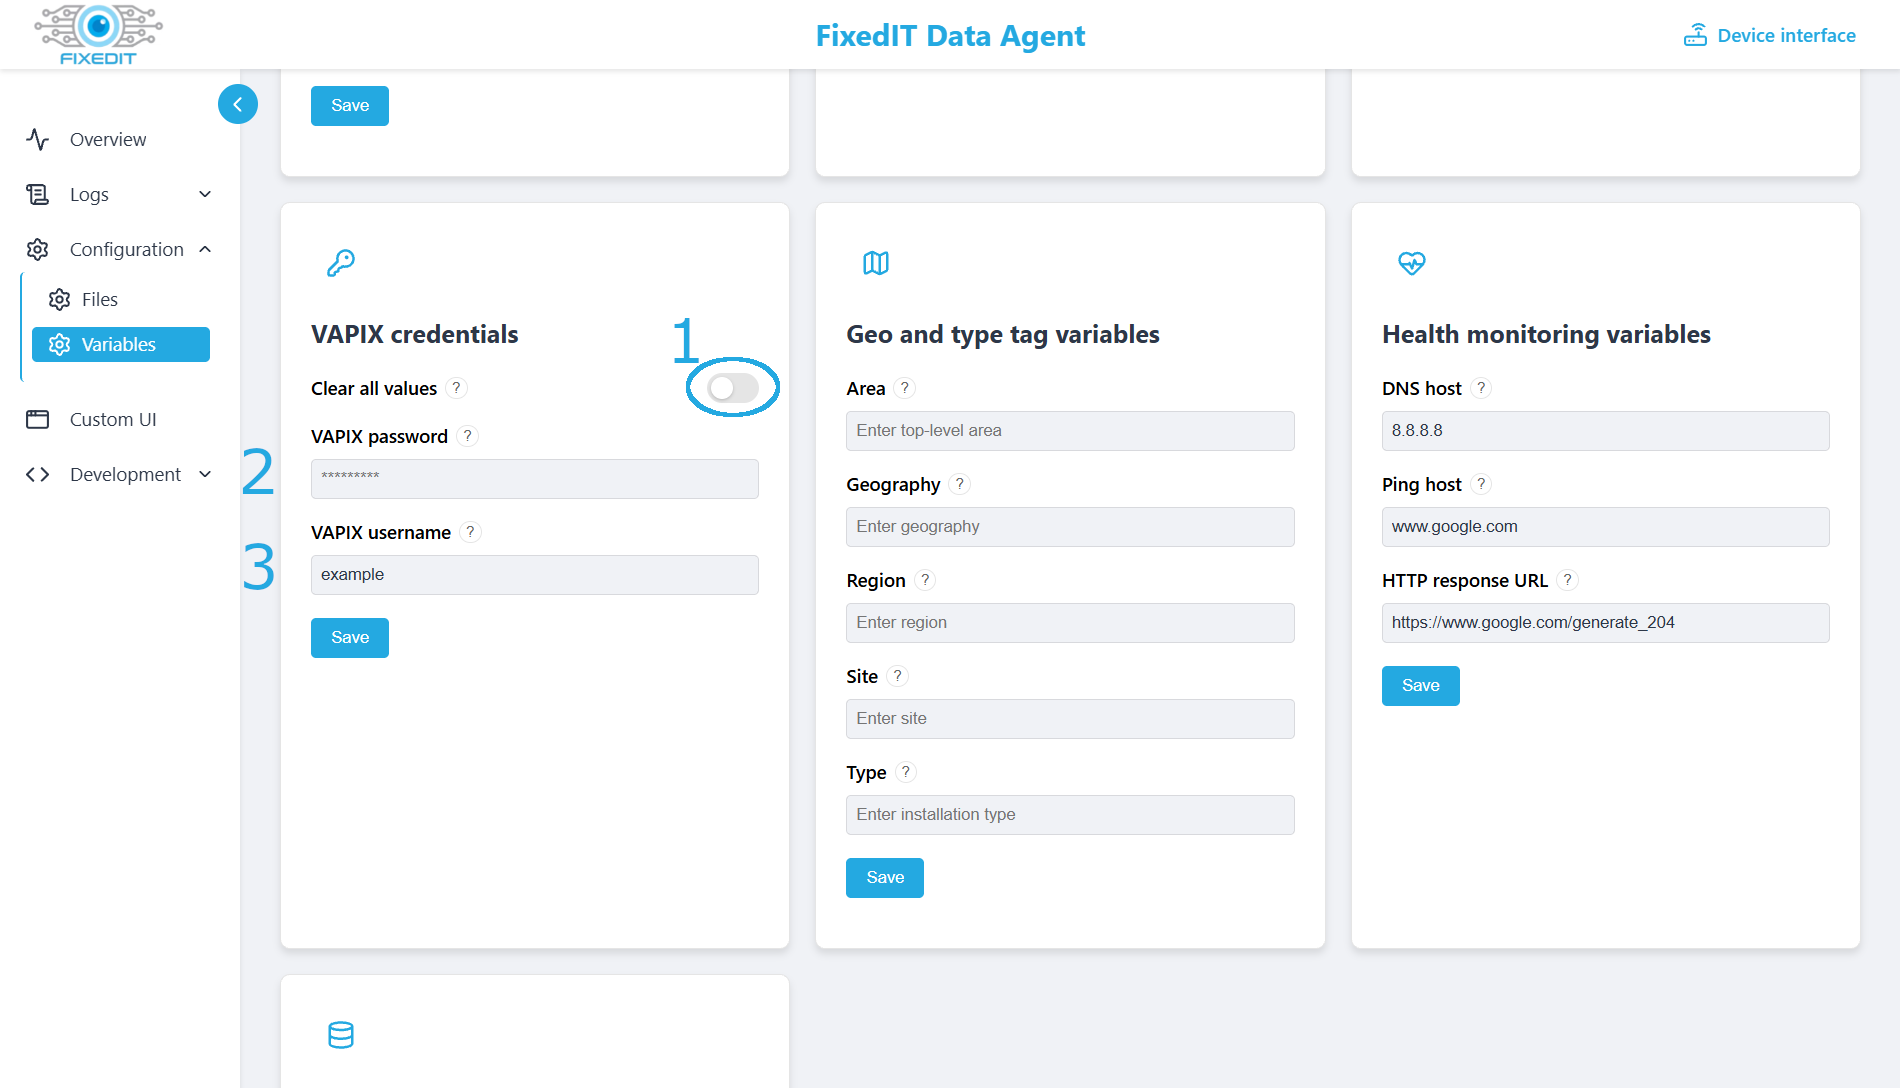 FIXEDIT
FixedIT Data Agent
Device interface
Overview
Logs
Configuration
Files
Variables
Custom UI
Development
Save
VAPIX credentials
1
Clear all values ?
VAPIX password ?
2
*********
VAPIX username ?
3
example
Save
Geo and type tag variables
Area ?
Enter top-level area
Geography ?
Enter geography
Region ?
Enter region
Site ?
Enter site
Type ?
Enter installation type
Save
Health monitoring variables
DNS host ?
8.8.8.8
Ping host ?
www.google.com
HTTP response URL ?
https://www.google.com/generate_204
Save